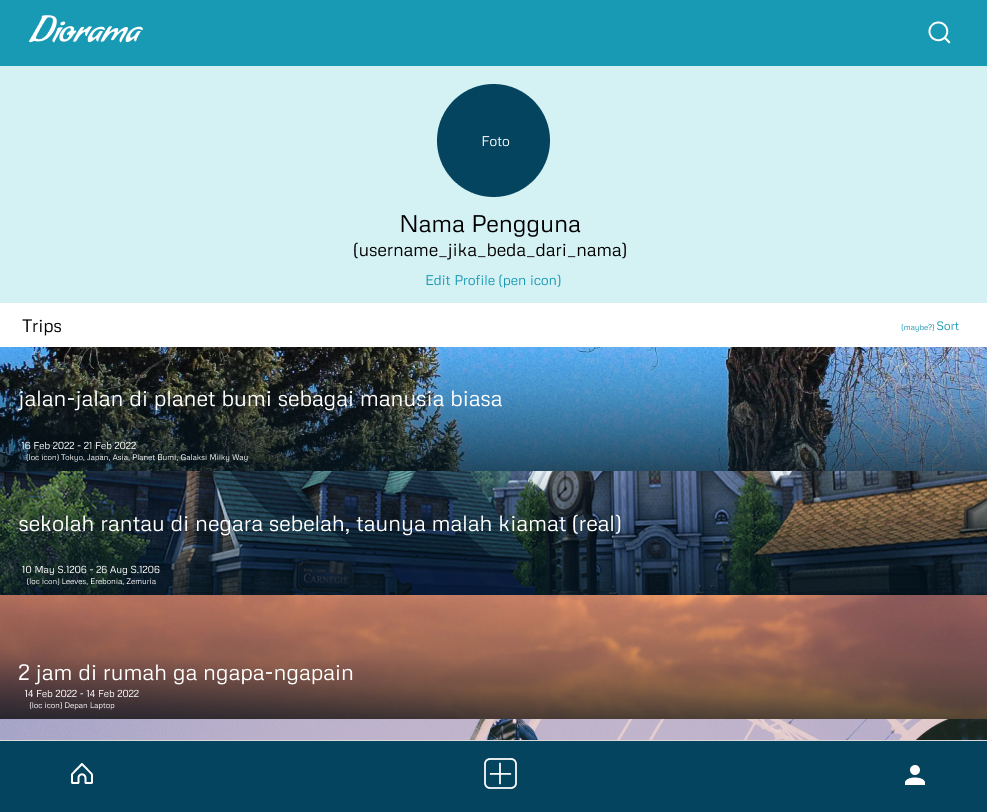 Diorama
Foto
Nama Pengguna
(username_jika_beda_dari_nama)
Edit Profile (pen icon)
Trips
(maybe?) Sort
jalan-jalan di planet bumi sebagai manusia biasa
16 Feb 2022 - 21 Feb 2022
(loc icon) Tokyo, Japan, Asia, Planet Bumi, Galaksi Milky Way
sekolah rantau di negara sebelah, taunya malah kiamat (real)
CARNEGIE
10 May S.1206 - 26 Aug S.1206
(loc icon) Leeves, Erebonia, Zemuria
2 jam di rumah ga ngapa-ngapain
14 Feb 2022 - 14 Feb 2022
(loc icon) Depan Laptop